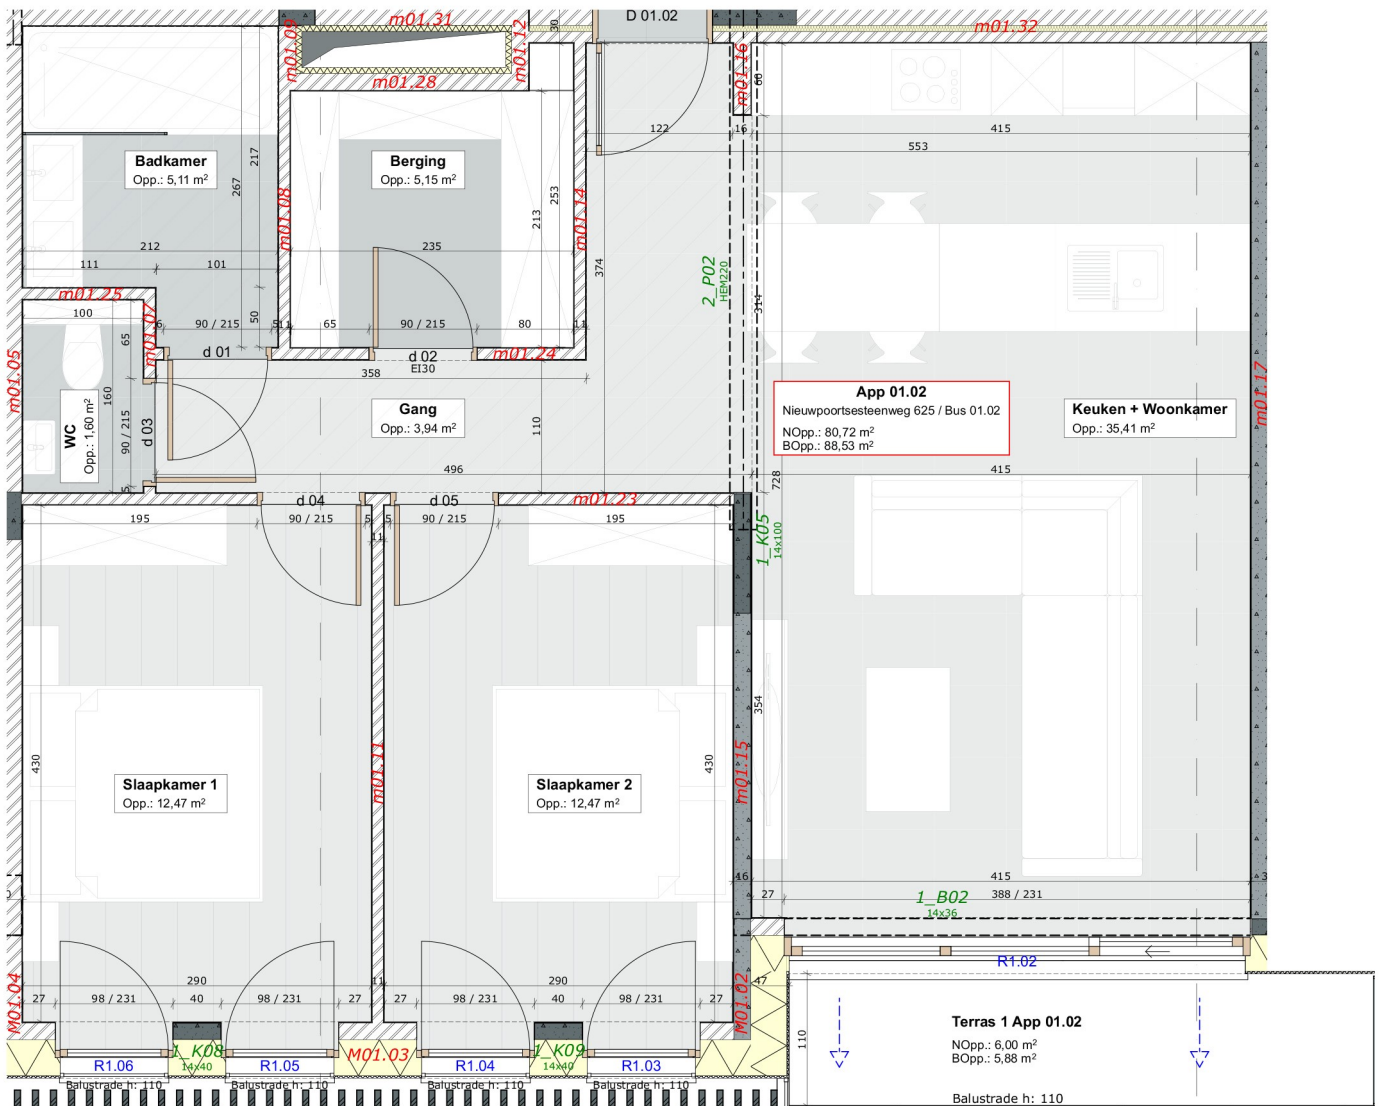 m01.31
D 01.02
m01.32
m01.09
m01.12
30
m01.28
m01.16
60
122
16
415
553
Badkamer
Opp.: 5,11 m²
217
267
Berging
Opp.: 5,15 m²
253
213
m01.08
m01.14
212
235
111
101
374
2_P02
HEM220
314
m01.25
100
m01.07
6
90 / 215
5
11
65
90 / 215
80
11
50
65
d 01
d 02
EI30
m01.24
m01.05
358
160
WC
Opp.: 1,60 m²
90 / 215
d 03
5
Gang
Opp.: 3,94 m²
110
App 01.02
Nieuwpoortsesteenweg 625 / Bus 01.02
NOpp.: 80,72 m²
BOpp.: 88,53 m²
Keuken + Woonkamer
Opp.: 35,41 m²
m01.17
496
415
728
d 04
d 05
m01.23
195
90 / 215
5
5
90 / 215
195
11
1_K05
14x100
430
m01.11
430
m01.15
354
Slaapkamer 1
Opp.: 12,47 m²
Slaapkamer 2
Opp.: 12,47 m²
16
415
27
1_B02
14x36
388 / 231
R1.02
M01.04
290
11
290
M01.02
47
27
98 / 231
40
98 / 231
27
27
98 / 231
40
98 / 231
27
Terras 1 App 01.02
NOpp.: 6,00 m²
BOpp.: 5,88 m²
110
R1.06
1_K08
14x40
R1.05
M01.03
R1.04
1_K09
14x40
R1.03
Balustrade h: 110
Balustrade h: 110
Balustrade h: 110
Balustrade h: 110
Balustrade h: 110